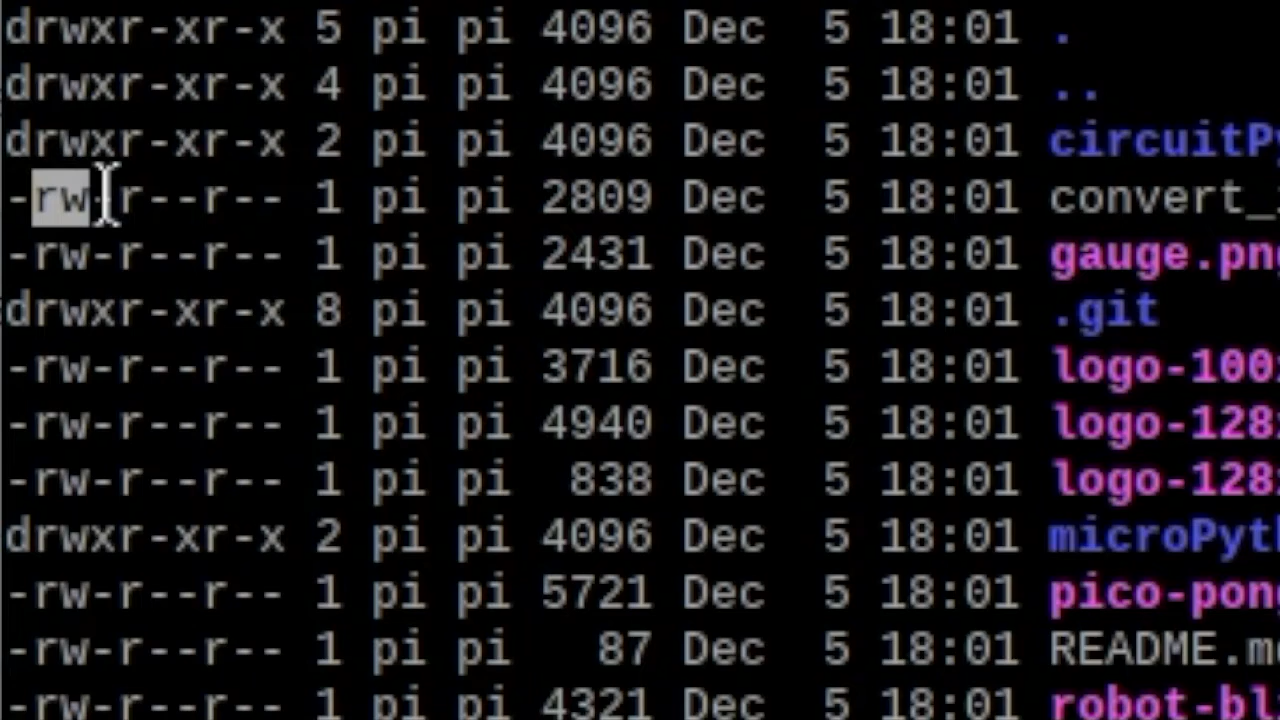 drwxr-xr-x 5 pi pi 4096 Dec  5 18:01 .
drwxr-xr-x 4 pi pi 4096 Dec  5 18:01 ..
drwxr-xr-x 2 pi pi 4096 Dec  5 18:01 circuitPy
-rw-r--r-- 1 pi pi 2809 Dec  5 18:01 convert_
-rw-r--r-- 1 pi pi 2431 Dec  5 18:01 gauge.png
drwxr-xr-x 8 pi pi 4096 Dec  5 18:01 .git
-rw-r--r-- 1 pi pi 3716 Dec  5 18:01 logo-100
-rw-r--r-- 1 pi pi 4940 Dec  5 18:01 logo-128
-rw-r--r-- 1 pi pi  838 Dec  5 18:01 logo-128
drwxr-xr-x 2 pi pi 4096 Dec  5 18:01 microPyt
-rw-r--r-- 1 pi pi 5721 Dec  5 18:01 pico-pon
-rw-r--r-- 1 pi pi   87 Dec  5 18:01 README.m
-rw-r--r-- 1 pi pi 4321 Dec  5 18:01 robot-bl